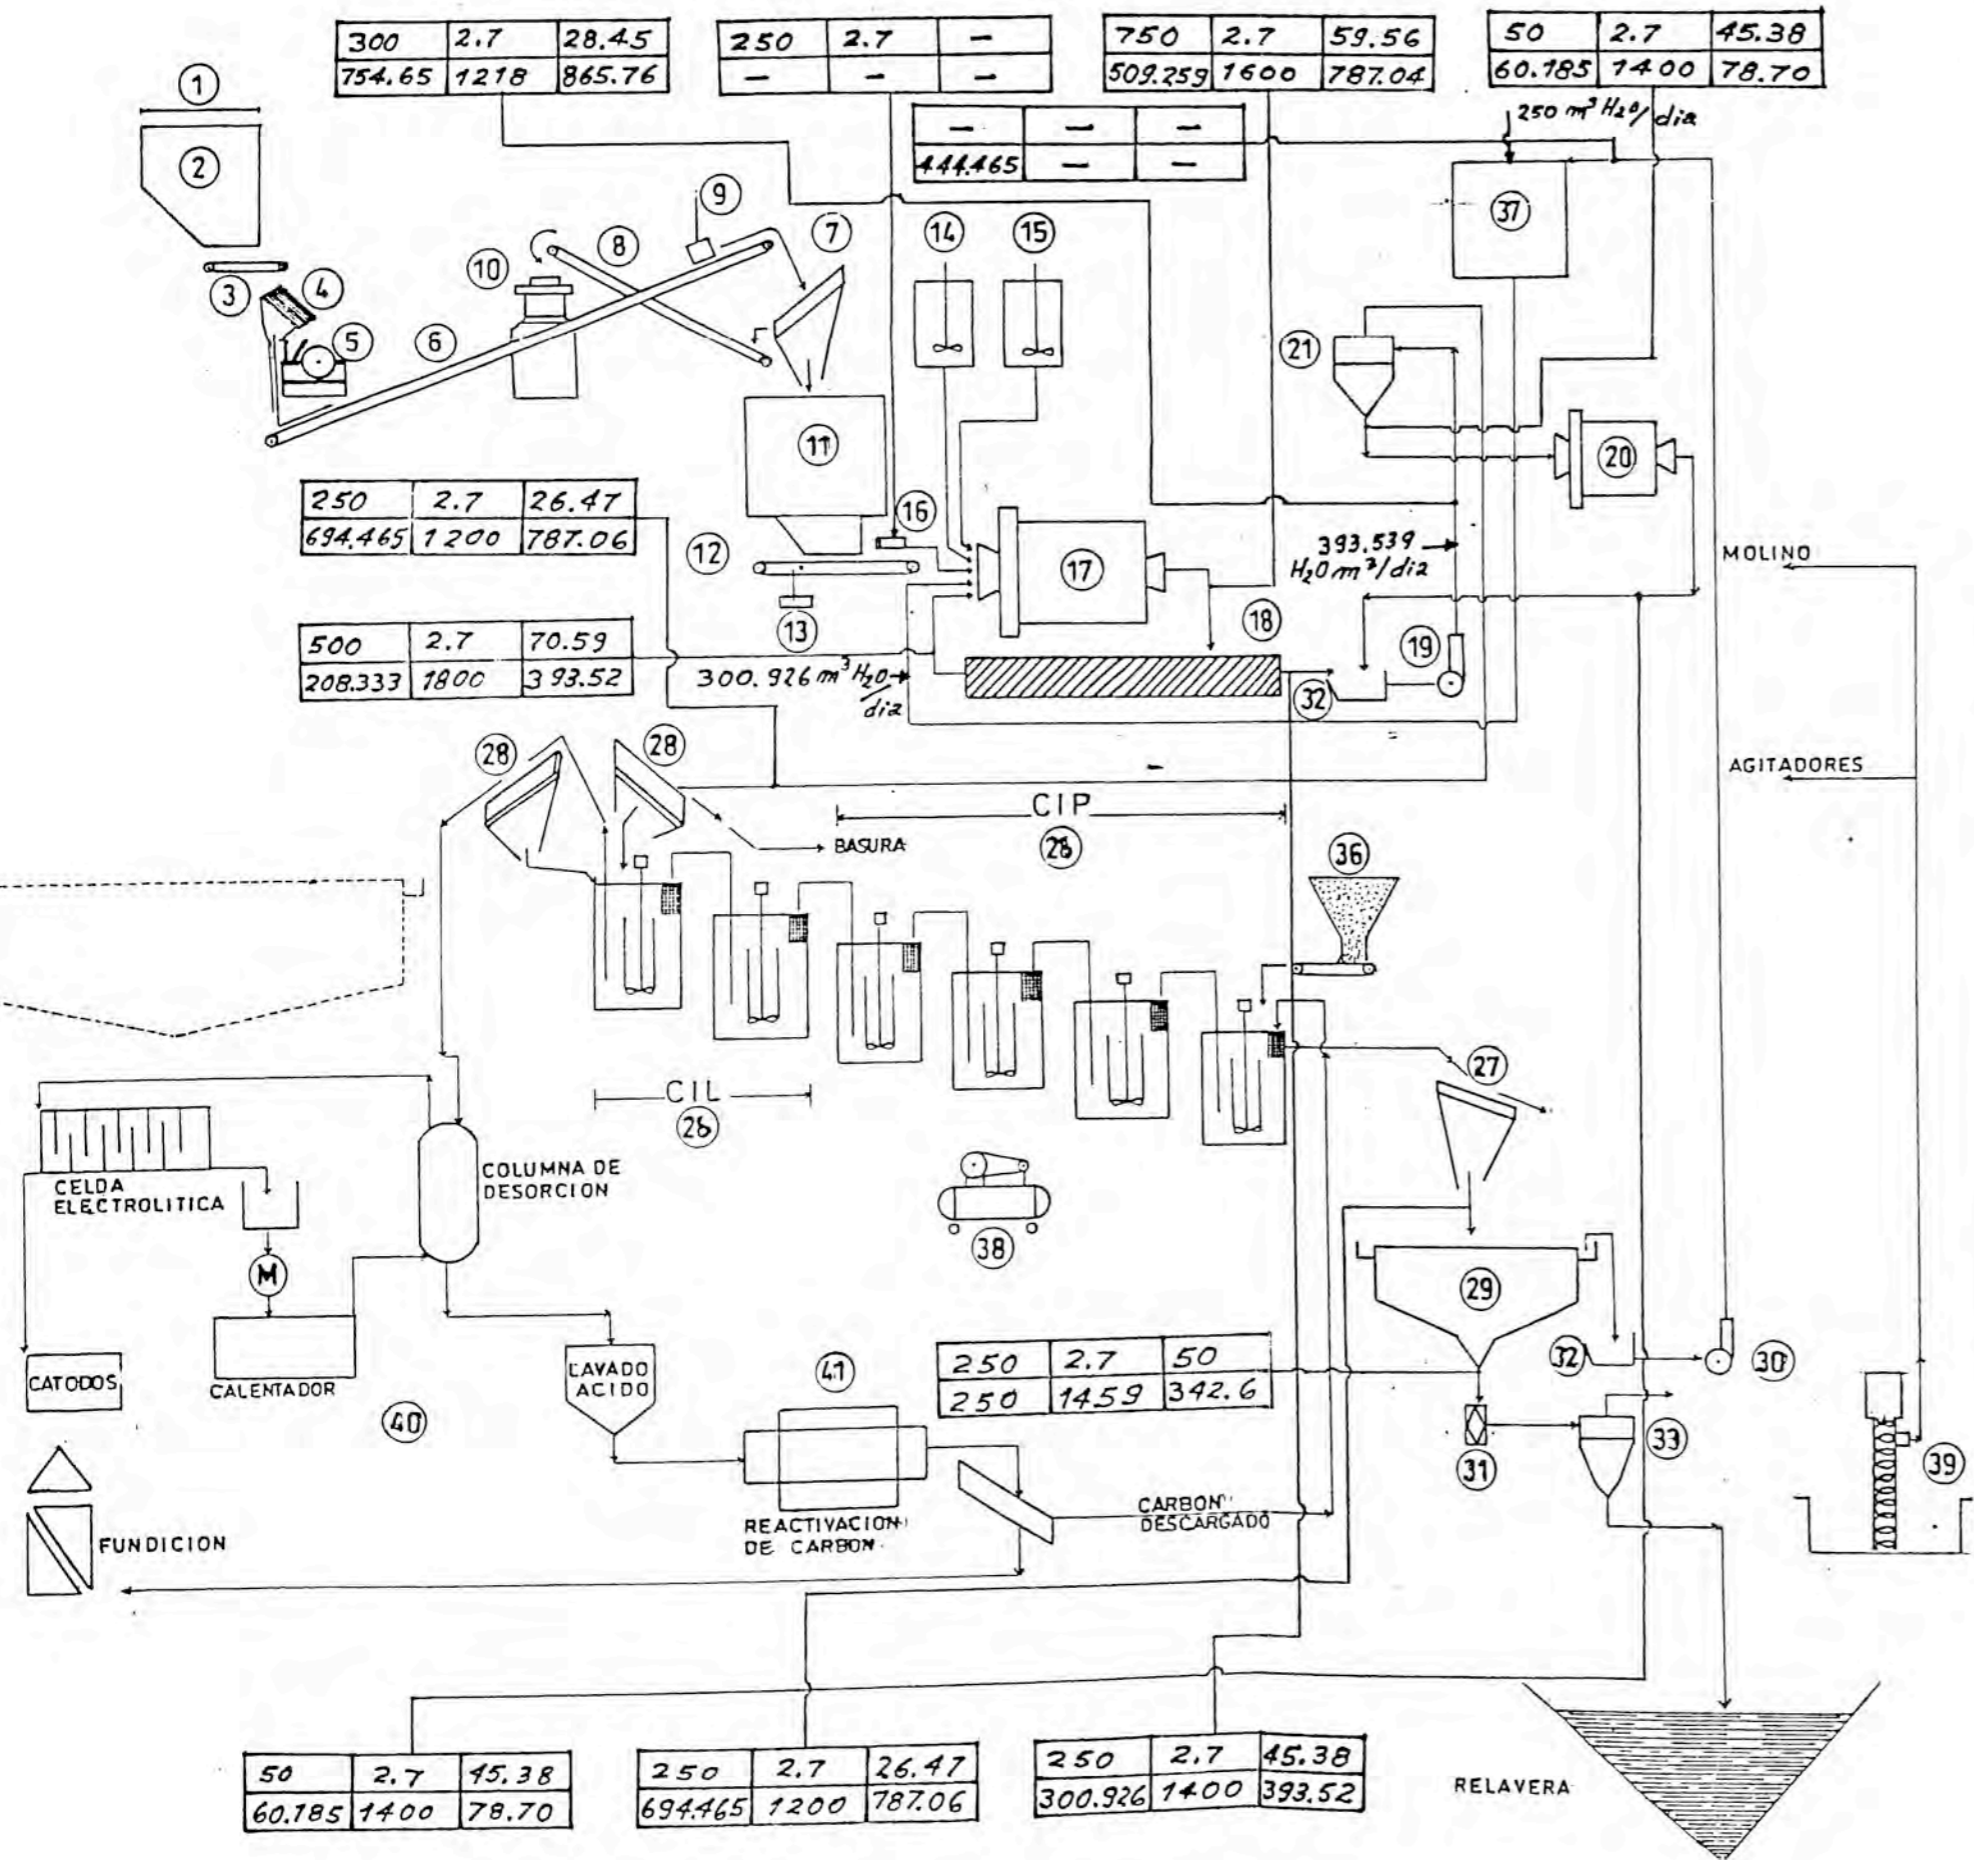 300 2.7 28.45
754.65 1218 865.76
250 2.7 —
— — —
750 2.7 59.56
509.259 1600 787.04
50 2.7 45.38
60.185 1400 78.70
— — —
444.465 — —
250 m³ H₂O/dia
1
2
3
4
5
6
7
8
9
10
11
12
13
14
15
16
17
18
19
20
21
37
250 2.7 26.47
694.465 1200 787.06
500 2.7 70.59
208.333 1800 393.52
300.926 m³ H₂O/dia
393.539
H₂O m³/dia
MOLINO
AGITADORES
32
28
28
BASURA
CIP
26
36
CIL
26
27
CELDA
ELECTROLITICA
COLUMNA DE
DESORCION
38
29
M
CATODOS
CALENTADOR
40
LAVADO
ACIDO
41
250 2.7 50
250 1459 342.6
32
30
31
33
39
REACTIVACION
DE CARBON
CARBON
DESCARGADO
FUNDICION
50 2.7 45.38
60.185 1400 78.70
250 2.7 26.47
694.465 1200 787.06
250 2.7 45.38
300.926 1400 393.52
RELAVERA